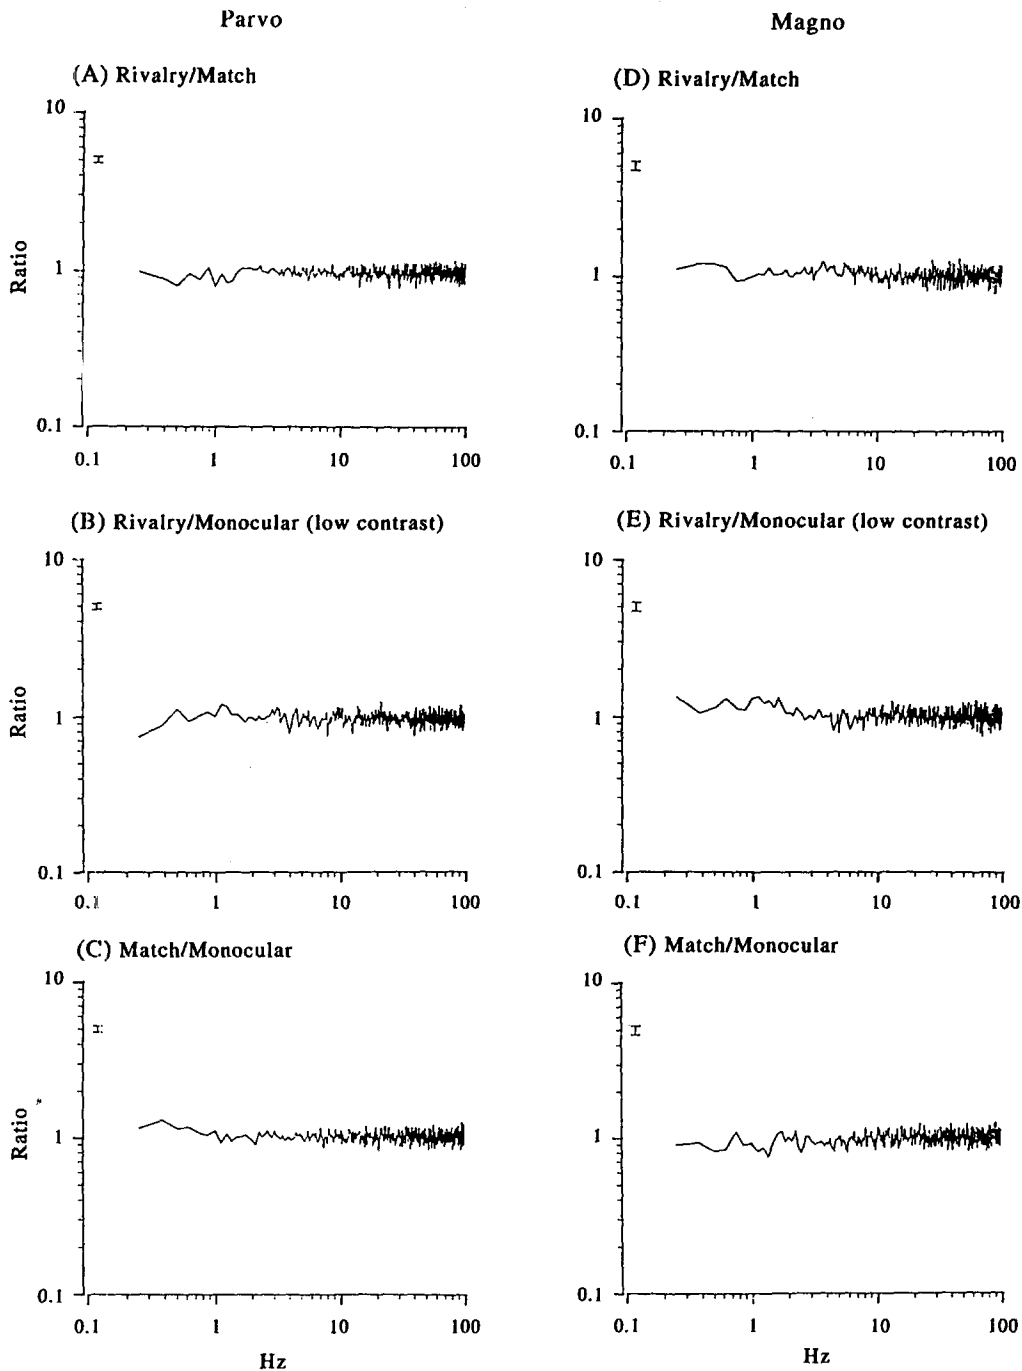 Parvo
Magno
(A) Rivalry/Match
10
1
0.1
Ratio
0.1 1 10 100
(D) Rivalry/Match
10
1
0.1
0.1 1 10 100
(B) Rivalry/Monocular (low contrast)
10
1
0.1
Ratio
0.1 1 10 100
(E) Rivalry/Monocular (low contrast)
10
1
0.1
0.1 1 10 100
(C) Match/Monocular
10
1
0.1
Ratio
0.1 1 10 100
Hz
(F) Match/Monocular
10
1
0.1
0.1 1 10 100
Hz